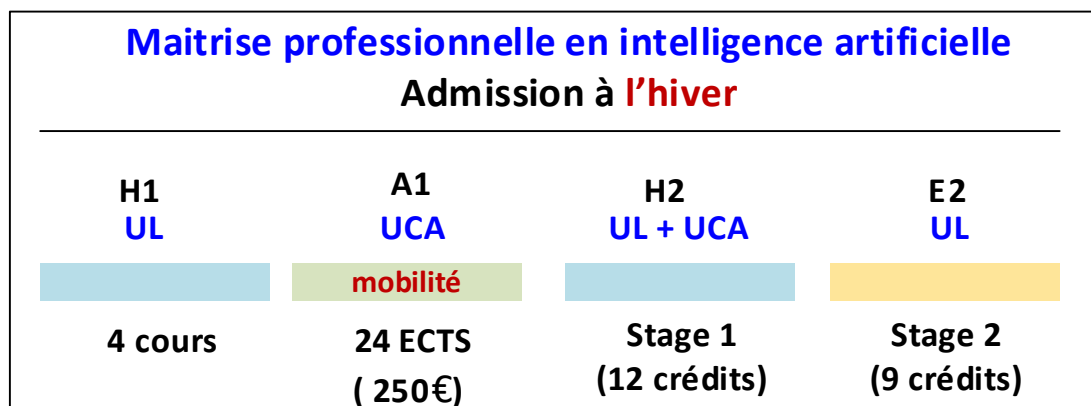 Maitrise professionnelle en intelligence artificielle
Admission à l'hiver
H1
UL
4 cours
A1
UCA
mobilité
24 ECTS
( 250€)
H2
UL + UCA
Stage 1
(12 crédits)
E2
UL
Stage 2
(9 crédits)